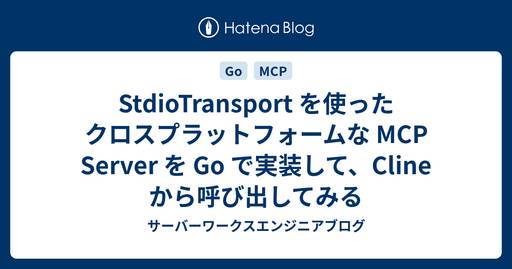 Hatena Blog
Go MCP
StdioTransport を使った
クロスプラットフォームな MCP
Server を Go で実装して、Cline
から呼び出してみる
サーバーワークスエンジニアブログ